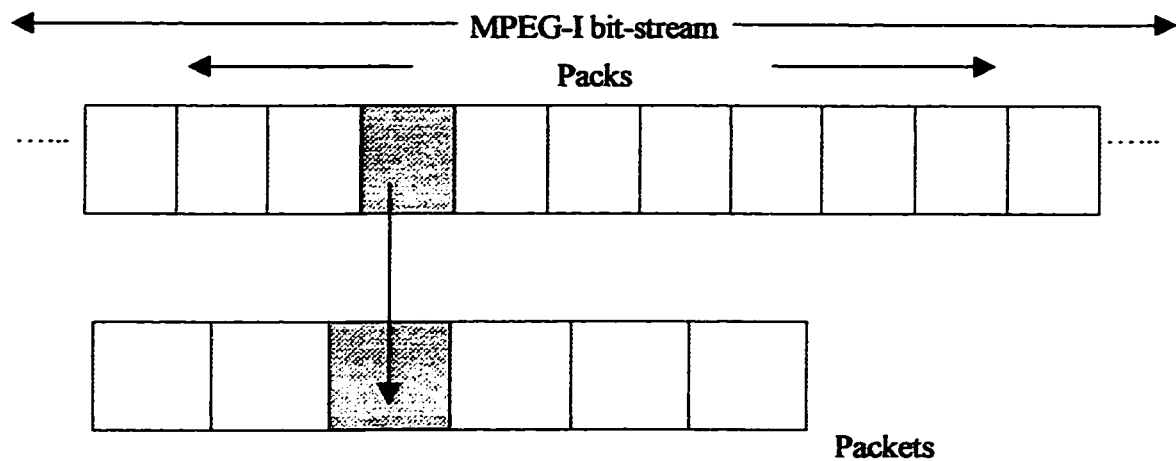 MPEG-I bit-stream
Packs
...... ......
Packets